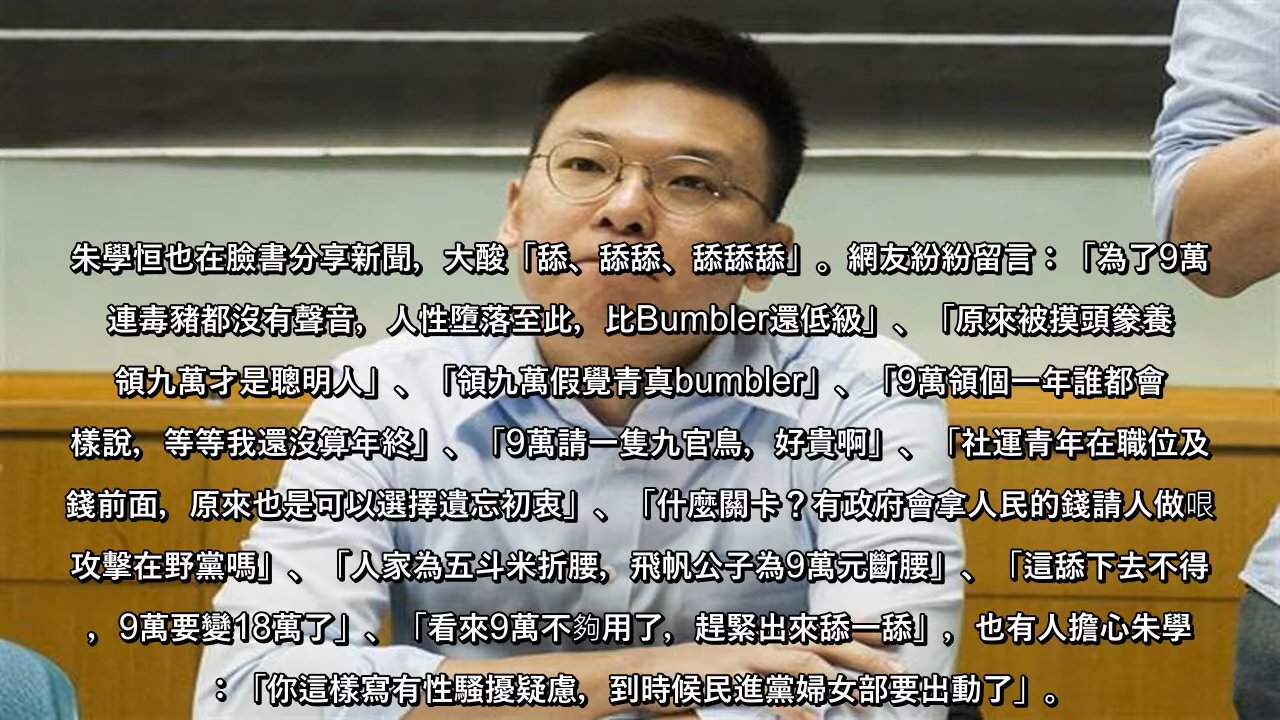 朱學恒也在臉書分享新聞，大酸「舔、舔舔、舔舔舔」。網友紛紛留言：「為了9萬
連毒豬都沒有聲音，人性墮落至此，比Bumbler還低級」、「原來被摸頭豢養
領九萬才是聰明人」、「領九萬假覺青真bumbler」、「9萬領個一年誰都會
樣說，等等我還沒算年終」、「9萬請一隻九官鳥，好貴啊」、「社運青年在職位及
錢前面，原來也是可以選擇遺忘初衷」、「什麼關卡？有政府會拿人民的錢請人做哏
攻擊在野黨嗎」、「人家為五斗米折腰，飛帆公子為9萬元斷腰」、「這舔下去不得
，9萬要變18萬了」、「看來9萬不夠用了，趕緊出來舔一舔」，也有人擔心朱學
：「你這樣寫有性騷擾疑慮，到時候民進黨婦女部要出動了」。